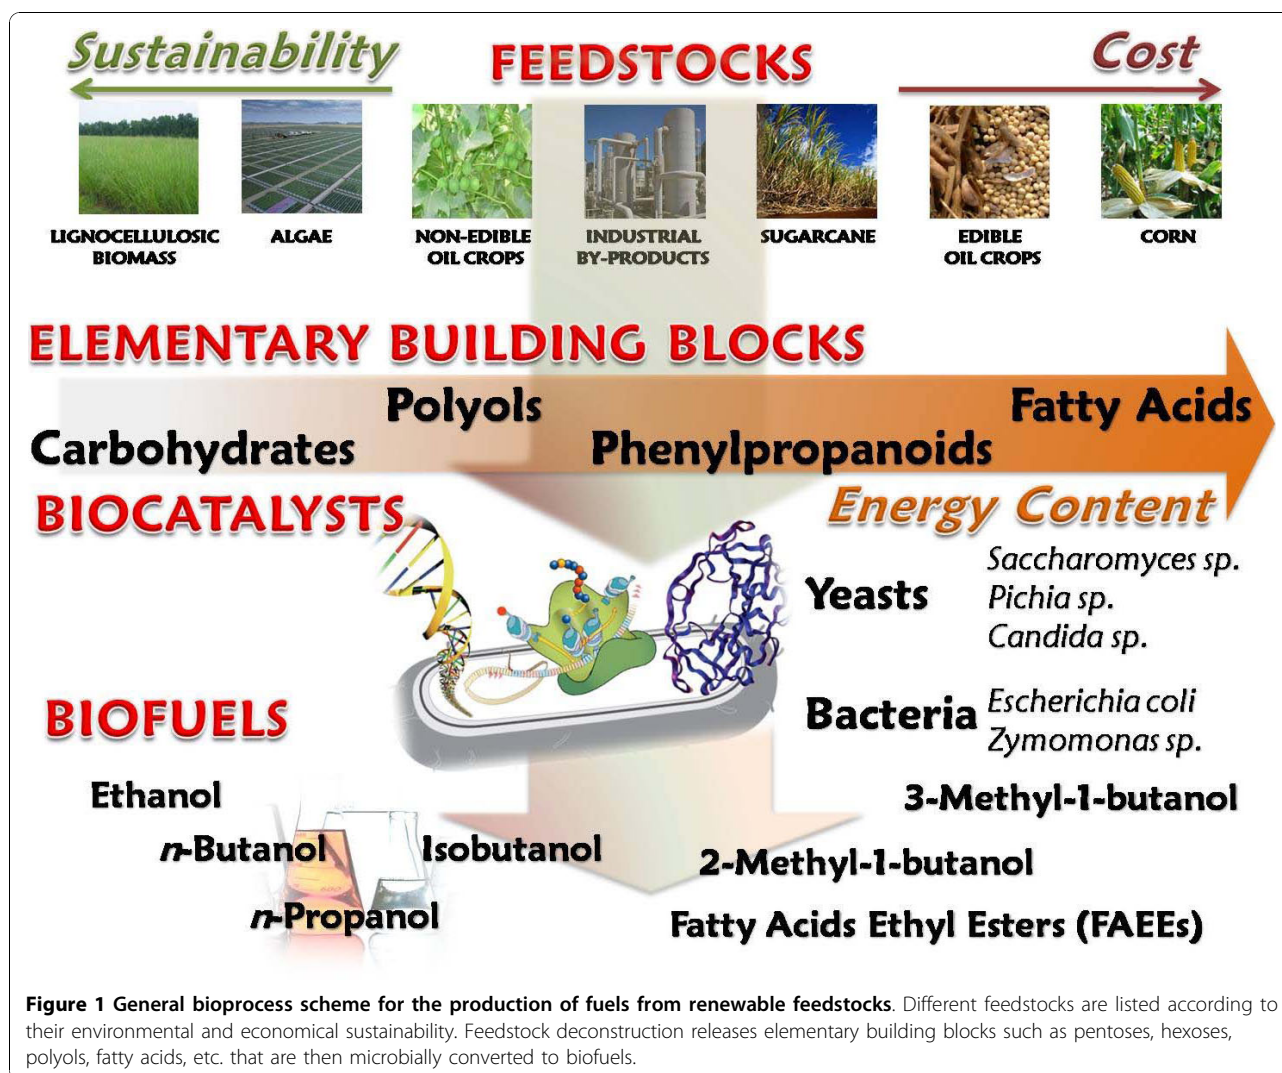 Sustainability
FEEDSTOCKS
Cost
LIGNOCELLULOSIC
BIOMASS
ALGAE
NON-EDIBLE
OIL CROPS
INDUSTRIAL
BY-PRODUCTS
SUGARCANE
EDIBLE
OIL CROPS
CORN
ELEMENTARY BUILDING BLOCKS
Carbohydrates
Polyols
Phenylpropanoids
Fatty Acids
Energy Content
BIOCATALYSTS
Yeasts
Saccharomyces sp.
Pichia sp.
Candida sp.
Bacteria
Escherichia coli
Zymomonas sp.
BIOFUELS
Ethanol
n-Butanol
Isobutanol
n-Propanol
3-Methyl-1-butanol
2-Methyl-1-butanol
Fatty Acids Ethyl Esters (FAEEs)
Figure 1 General bioprocess scheme for the production of fuels from renewable feedstocks. Different feedstocks are listed according to
their environmental and economical sustainability. Feedstock deconstruction releases elementary building blocks such as pentoses, hexoses,
polyols, fatty acids, etc. that are then microbially converted to biofuels.